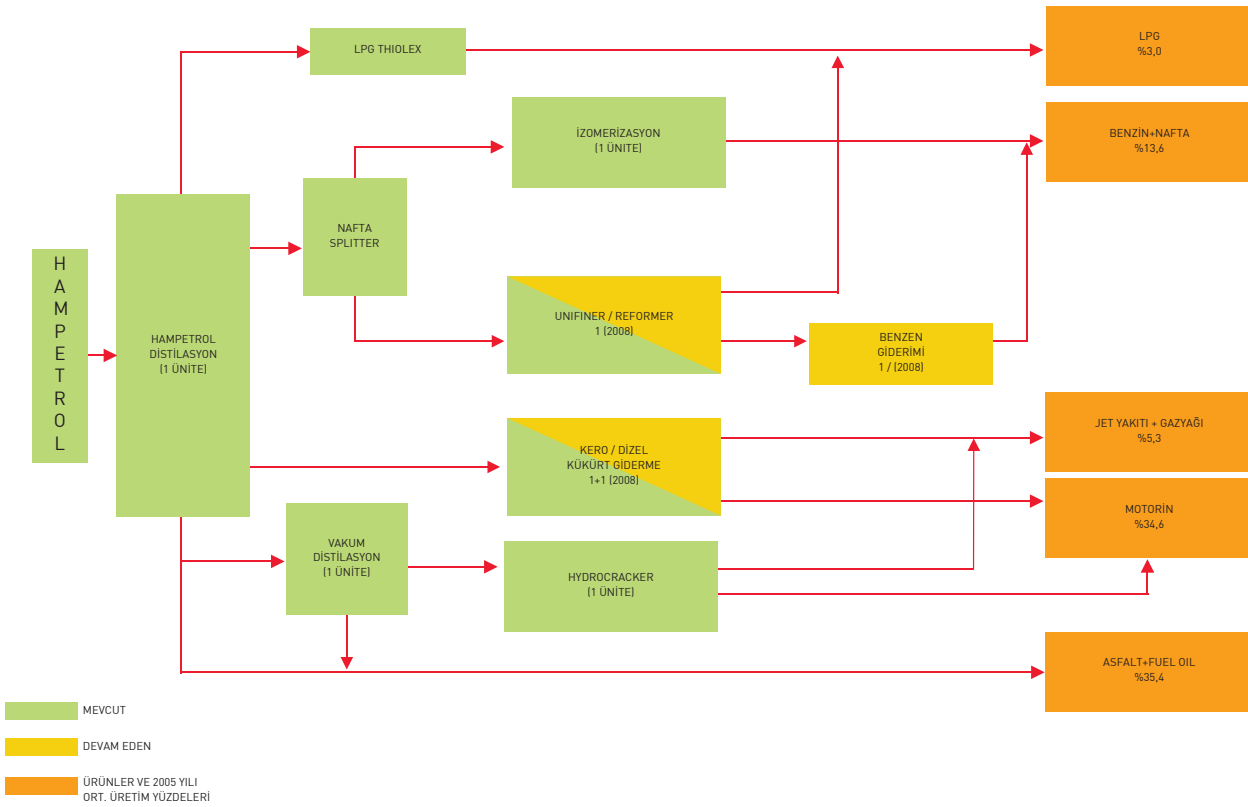 LPG THIOLEX
LPG
%3,0
İZOMERİZASYON
(1 ÜNİTE)
BENZİN+NAFTA
%13,6
NAFTA
SPLITTER
H
A
M
P
E
T
R
O
L
HAMPETROL
DİSTİLASYON
(1 ÜNİTE)
UNIFINER / REFORMER
1 (2008)
BENZEN
GİDERİMİ
1 / (2008)
KERO / DİZEL
KÜKÜRT GİDERME
1+1 (2008)
JET YAKITI + GAZYAĞI
%5,3
MOTORİN
%34,6
VAKUM
DİSTİLASYON
(1 ÜNİTE)
HYDROCRACKER
(1 ÜNİTE)
ASFALT+FUEL OIL
%35,4
MEVCUT
DEVAM EDEN
ÜRÜNLER VE 2005 YILI
ORT. ÜRETİM YÜZDELERİ